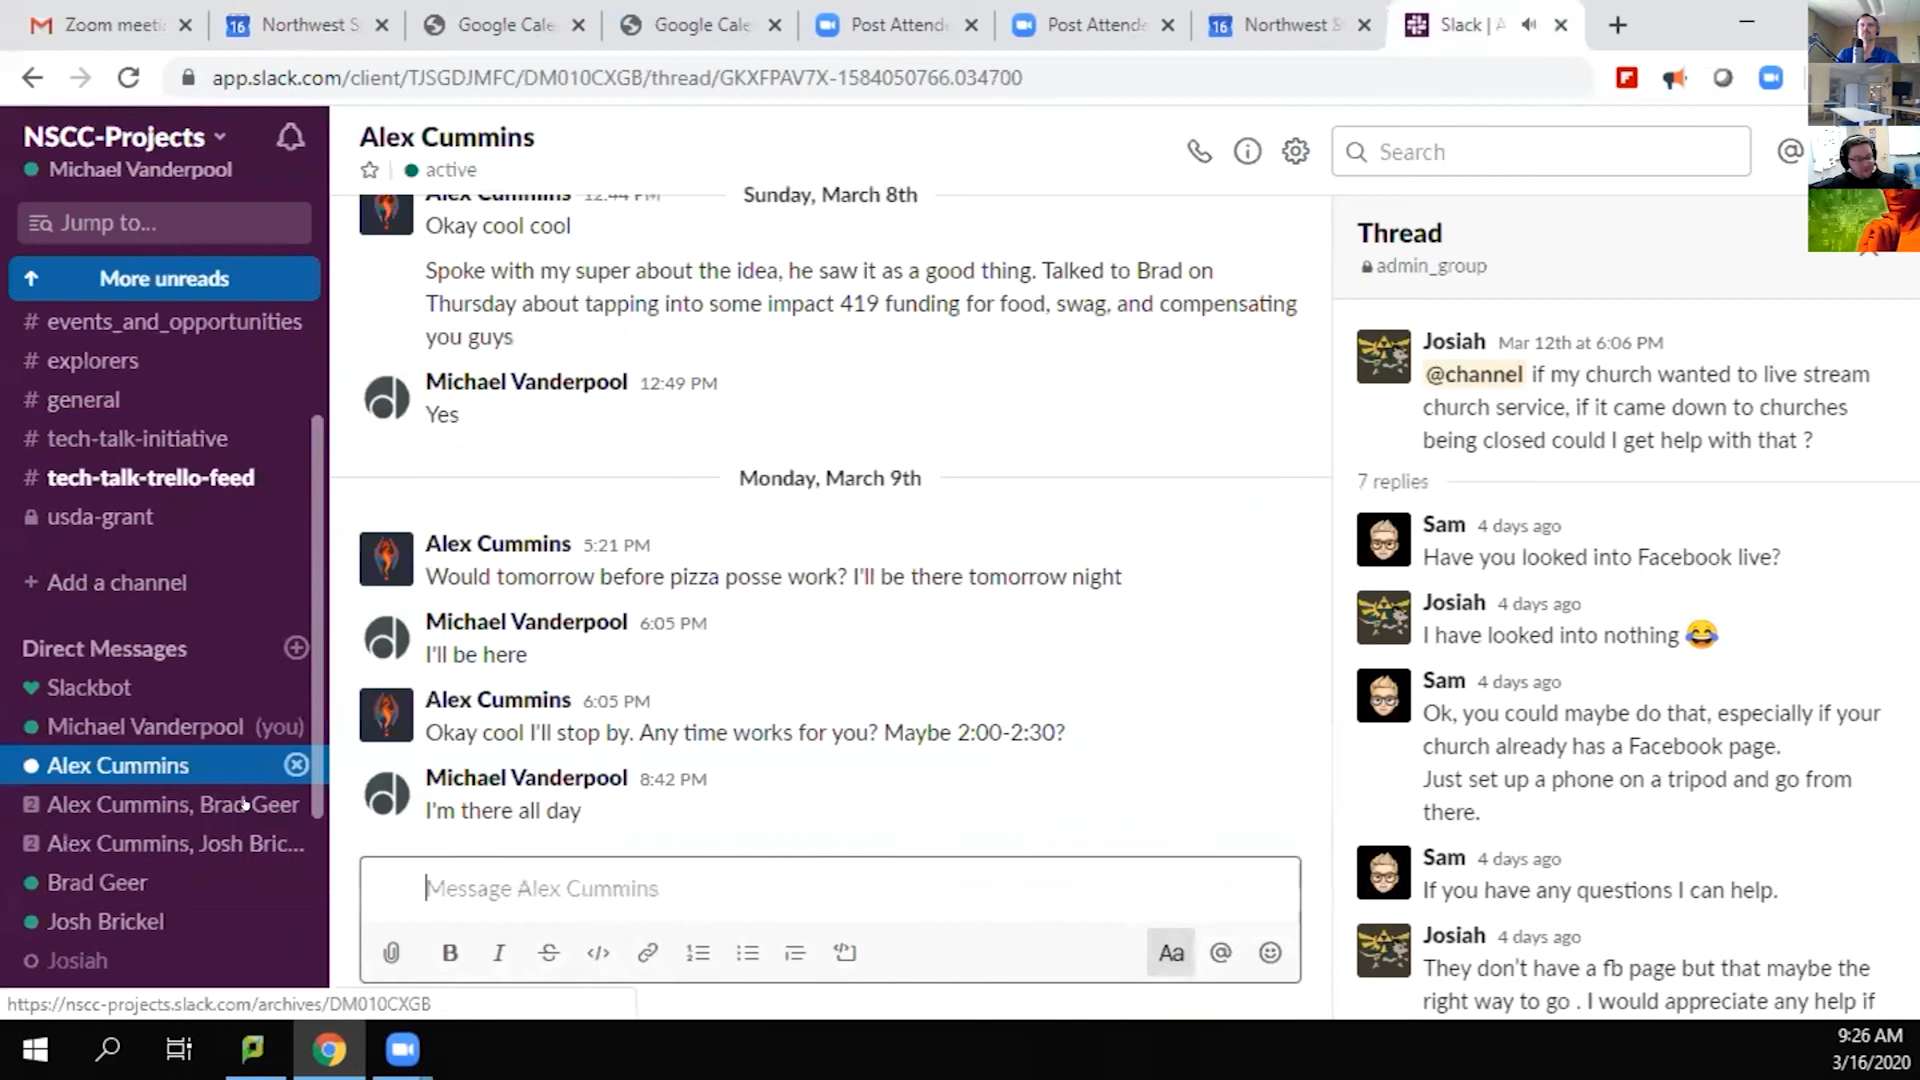 Zoom meeti
16 Northwest S
Google Cale
Google Cale
Post Attend
Post Attend
16 Northwest S
Slack | A
app.slack.com/client/TJSGDJMFC/DM010CXGB/thread/GKXFPAV7X-1584050766.034700
NSCC-Projects
Michael Vanderpool
Jump to...
More unreads
# events_and_opportunities
# explorers
# general
# tech-talk-initiative
# tech-talk-trello-feed
usda-grant
+ Add a channel
Direct Messages
Slackbot
Michael Vanderpool (you)
Alex Cummins
2 Alex Cummins, Brad Geer
2 Alex Cummins, Josh Bric...
Brad Geer
Josh Brickel
Josiah
https://nscc-projects.slack.com/archives/DM010CXGB
Alex Cummins
active
Search
@
Sunday, March 8th
Alex Cummins 12:44 PM
Okay cool cool
Spoke with my super about the idea, he saw it as a good thing. Talked to Brad on
Thursday about tapping into some impact 419 funding for food, swag, and compensating
you guys
Michael Vanderpool 12:49 PM
Yes
Monday, March 9th
Alex Cummins 5:21 PM
Would tomorrow before pizza posse work? I'll be there tomorrow night
Michael Vanderpool 6:05 PM
I'll be here
Alex Cummins 6:05 PM
Okay cool I'll stop by. Any time works for you? Maybe 2:00-2:30?
Michael Vanderpool 8:42 PM
I'm there all day
Message Alex Cummins
B I S </> Aa @
Thread
admin_group
Josiah Mar 12th at 6:06 PM
@channel if my church wanted to live stream
church service, if it came down to churches
being closed could I get help with that ?
7 replies
Sam 4 days ago
Have you looked into Facebook live?
Josiah 4 days ago
I have looked into nothing 😂
Sam 4 days ago
Ok, you could maybe do that, especially if your
church already has a Facebook page.
Just set up a phone on a tripod and go from
there.
Sam 4 days ago
If you have any questions I can help.
Josiah 4 days ago
They don't have a fb page but that maybe the
right way to go . I would appreciate any help if
9:26 AM
3/16/2020